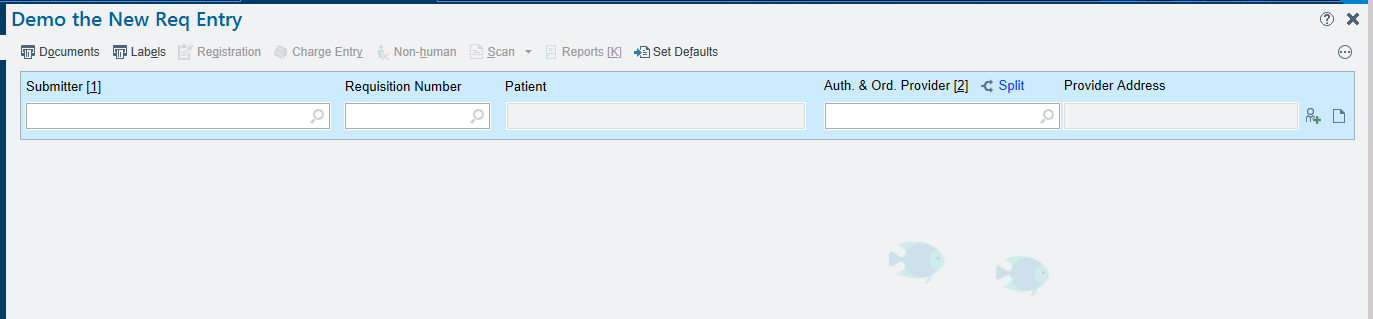 Demo the New Req Entry
Documents Labels Registration Charge Entry Non-human Scan Reports [K] Set Defaults
Submitter [1] Requisition Number Patient Auth. & Ord. Provider [2] Split Provider Address